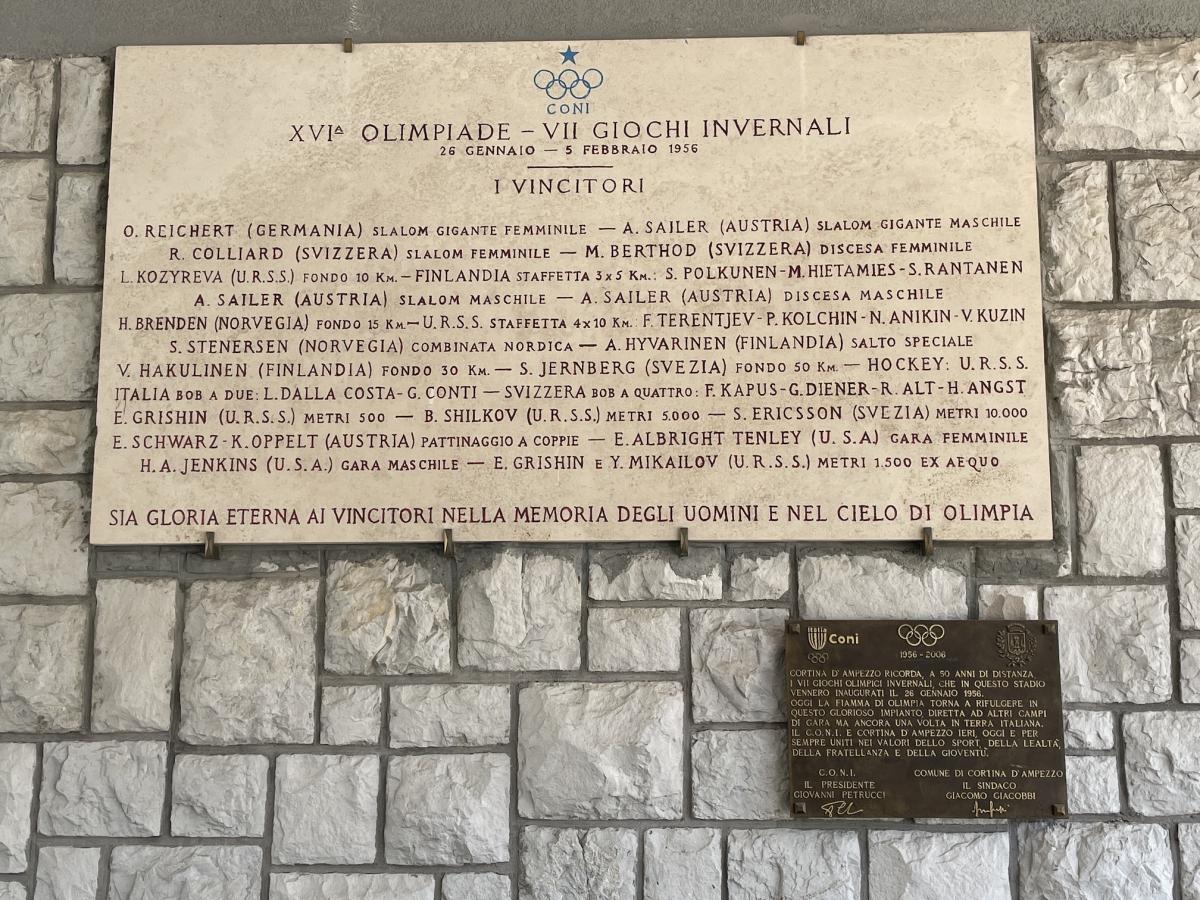 CONI
XVIª OLIMPIADE – VII GIOCHI INVERNALI
26 GENNAIO — 5 FEBBRAIO 1956
I VINCITORI
O. REICHERT (GERMANIA) SLALOM GIGANTE FEMMINILE — A. SAILER (AUSTRIA) SLALOM GIGANTE MASCHILE
R. COLLIARD (SVIZZERA) SLALOM FEMMINILE — M. BERTHOD (SVIZZERA) DISCESA FEMMINILE
L. KOZYREVA (U.R.S.S.) FONDO 10 KM. — FINLANDIA STAFFETTA 3x5 KM.: S. POLKUNEN - M. HIETAMIES - S. RANTANEN
A. SAILER (AUSTRIA) SLALOM MASCHILE — A. SAILER (AUSTRIA) DISCESA MASCHILE
H. BRENDEN (NORVEGIA) FONDO 15 KM. — U.R.S.S. STAFFETTA 4x10 KM.: F. TERENTJEV - P. KOLCHIN - N. ANIKIN - V. KUZIN
S. STENERSEN (NORVEGIA) COMBINATA NORDICA — A. HYVARINEN (FINLANDIA) SALTO SPECIALE
V. HAKULINEN (FINLANDIA) FONDO 30 KM. — S. JERNBERG (SVEZIA) FONDO 50 KM. — HOCKEY: U.R.S.S.
ITALIA BOB A DUE: L. DALLA COSTA - G. CONTI — SVIZZERA BOB A QUATTRO: F. KAPUS - G. DIENER - R. ALT - H. ANGST
E. GRISHIN (U.R.S.S.) METRI 500 — B. SHILKOV (U.R.S.S.) METRI 5.000 — S. ERICSSON (SVEZIA) METRI 10.000
E. SCHWARZ - K. OPPELT (AUSTRIA) PATTINAGGIO A COPPIE — E. ALBRIGHT TENLEY (U.S.A.) GARA FEMMINILE
H. A. JENKINS (U.S.A.) GARA MASCHILE — E. GRISHIN E Y. MIKAILOV (U.R.S.S.) METRI 1.500 EX AEQUO
SIA GLORIA ETERNA AI VINCITORI NELLA MEMORIA DEGLI UOMINI E NEL CIELO DI OLIMPIA
Italia Coni
1956 - 2006
CORTINA D'AMPEZZO RICORDA, A 50 ANNI DI DISTANZA
I VII GIOCHI OLIMPICI INVERNALI, CHE IN QUESTO STADIO
VENNERO INAUGURATI IL 26 GENNAIO 1956.
OGGI LA FIAMMA DI OLIMPIA TORNA A RIFULGERE IN
QUESTO GLORIOSO IMPIANTO, DIRETTA AD ALTRI CAMPI
DI GARA MA ANCORA UNA VOLTA IN TERRA ITALIANA.
IL C.O.N.I. E CORTINA D'AMPEZZO IERI, OGGI E PER
SEMPRE UNITI NEI VALORI DELLO SPORT, DELLA LEALTÀ,
DELLA FRATELLANZA E DELLA GIOVENTÙ.
C.O.N.I.
IL PRESIDENTE
GIOVANNI PETRUCCI
COMUNE DI CORTINA D'AMPEZZO
IL SINDACO
GIACOMO GIACOBBI